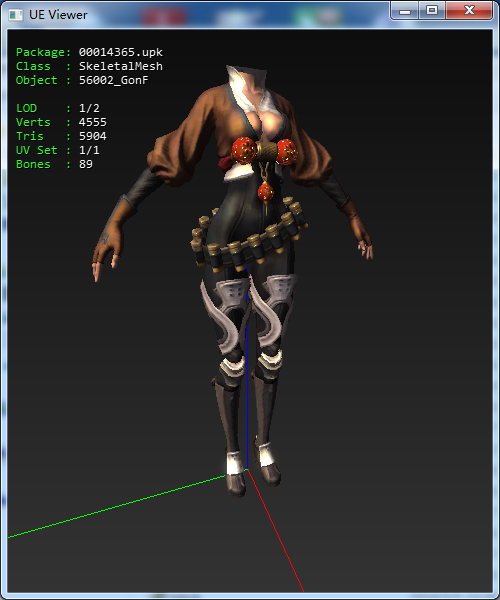 UE Viewer
Package: 00014365.upk
Class : SkeletalMesh
Object : 56002_GonF
LOD : 1/2
Verts : 4555
Tris : 5904
UV Set : 1/1
Bones : 89